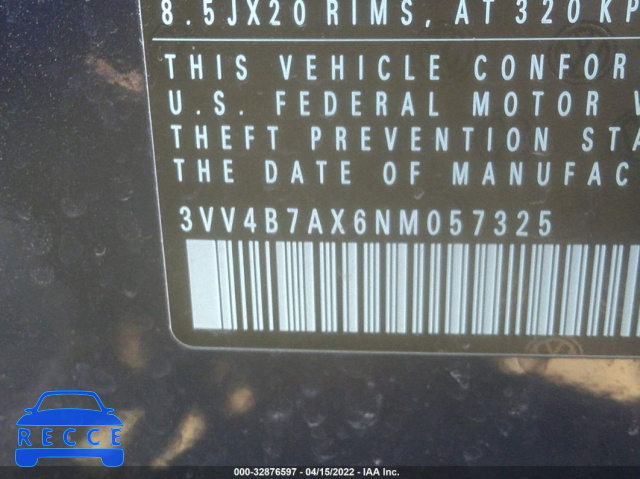 8.5JX20 RIMS, AT 320 KP
THIS VEHICLE CONFOR
U.S. FEDERAL MOTOR V
THEFT PREVENTION STA
THE DATE OF MANUFAC
3VV4B7AX6NM057325
RECCE
000-32876597 - 04/15/2022 - IAA Inc.